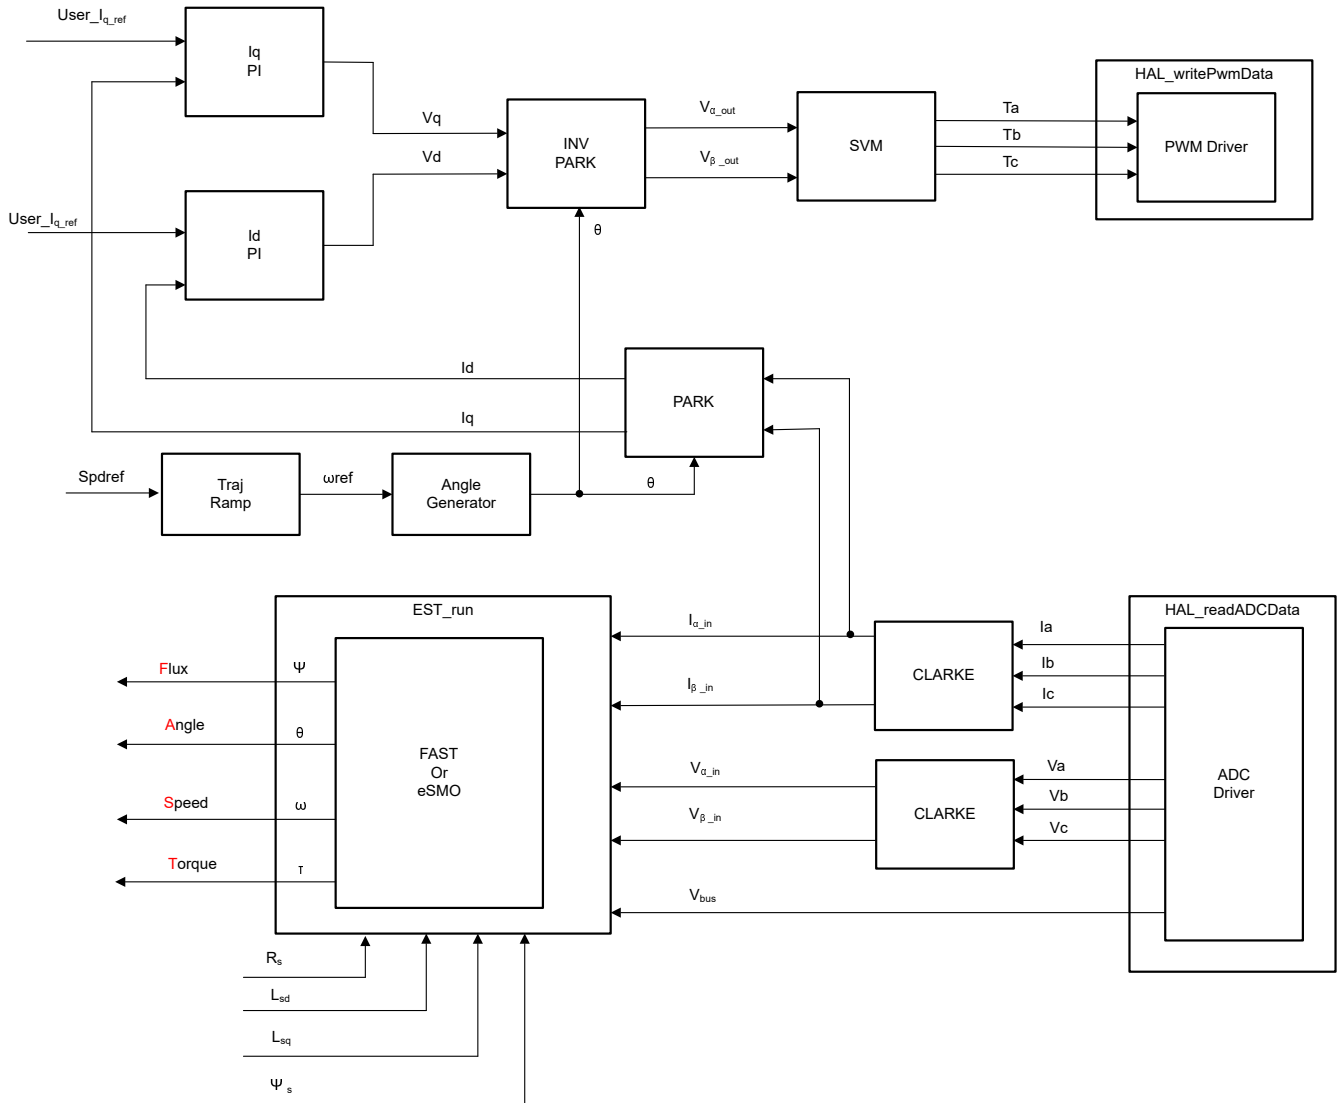 User_Iq_ref
Iq
PI
Vq
Vd
INV
PARK
Vα_out
Vβ_out
SVM
Ta
Tb
Tc
HAL_writePwmData
PWM Driver
User_Iq_ref
Id
PI
θ
Id
Iq
PARK
Spdref
Traj
Ramp
ωref
Angle
Generator
θ
EST_run
FAST
Or
eSMO
Flux
Ψ
Angle
θ
Speed
ω
Torque
τ
Iα_in
Iβ_in
CLARKE
Ia
Ib
Ic
HAL_readADCData
ADC
Driver
Vα_in
Vβ_in
CLARKE
Va
Vb
Vc
Vbus
Rs
Lsd
Lsq
Ψs